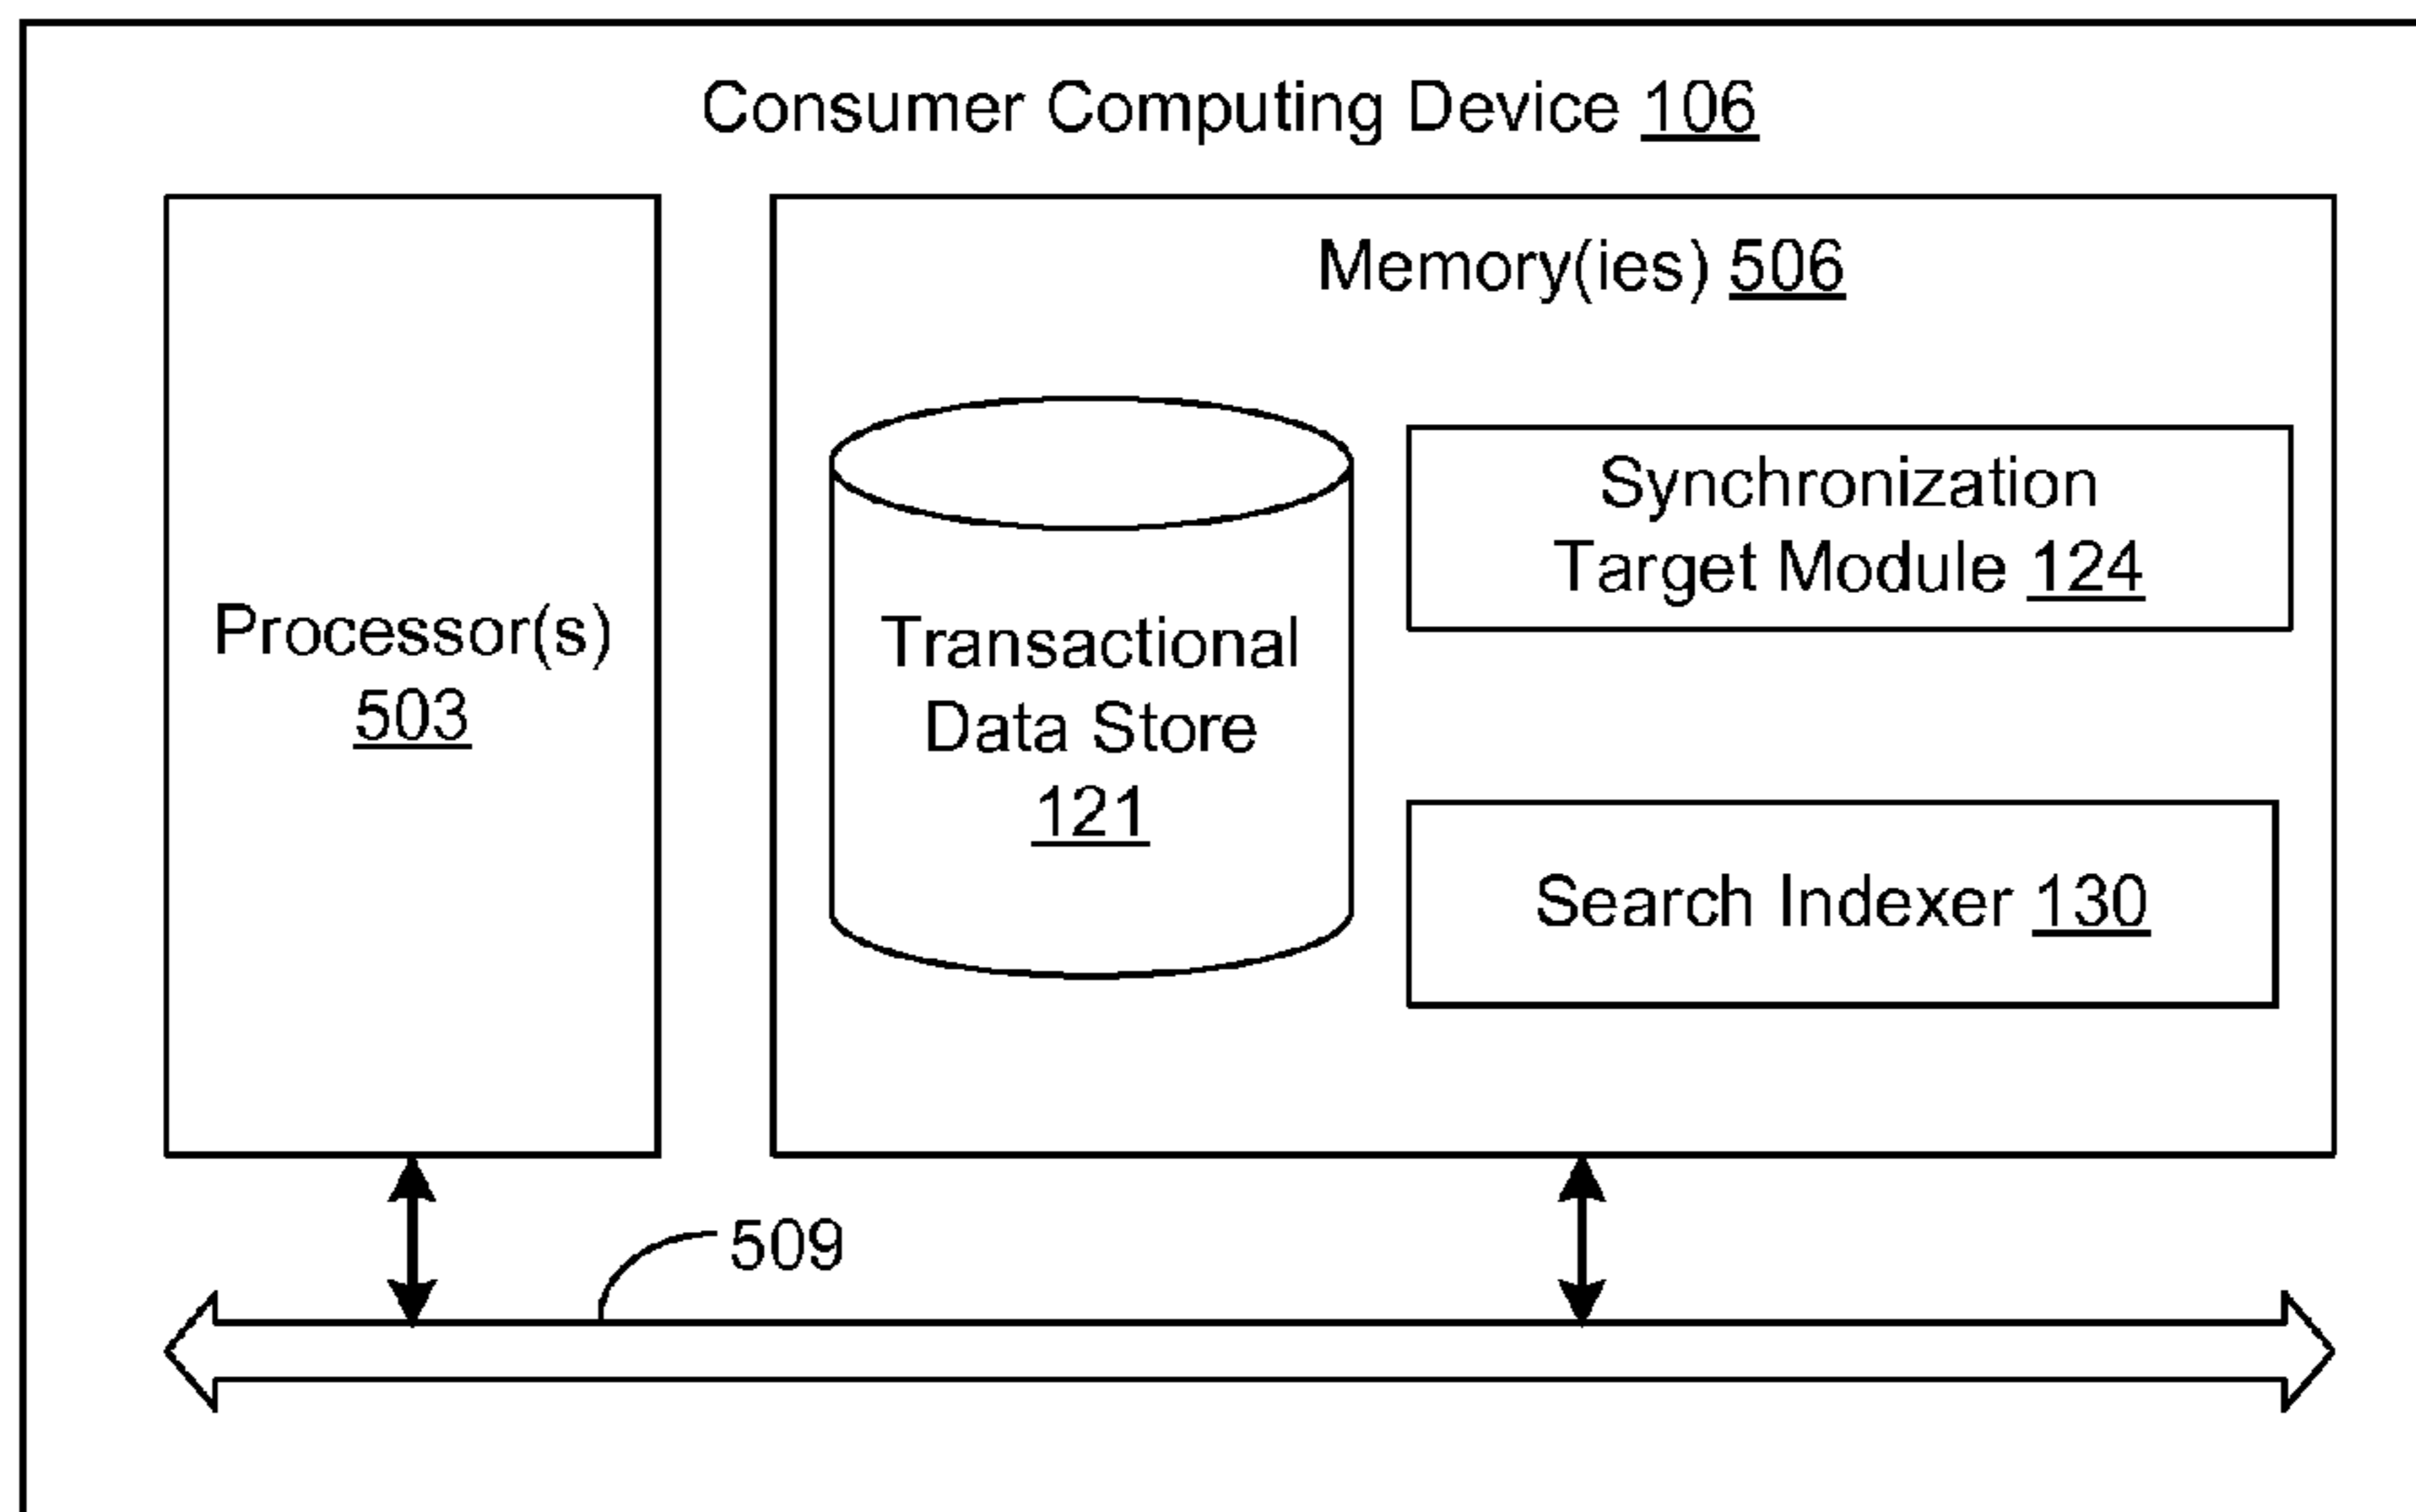 Consumer Computing Device 106
Memory(ies) 506
Processor(s)
503
Transactional
Data Store
121
Synchronization
Target Module 124
Search Indexer 130
509